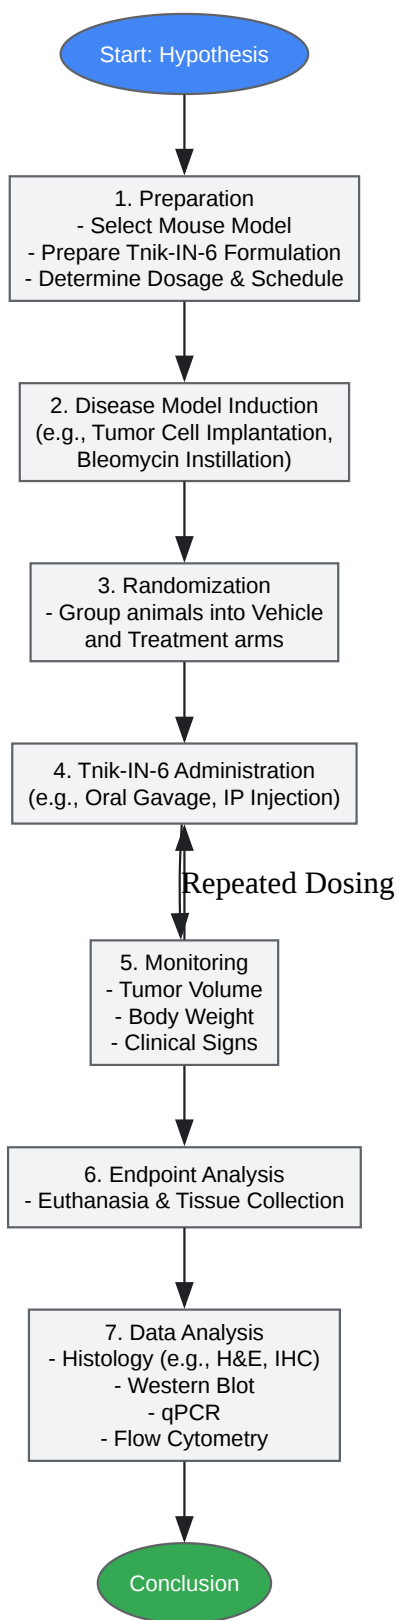 Start: Hypothesis
1. Preparation
- Select Mouse Model
- Prepare Tnik-IN-6 Formulation
- Determine Dosage & Schedule
2. Disease Model Induction
(e.g., Tumor Cell Implantation,
Bleomycin Instillation)
3. Randomization
- Group animals into Vehicle
and Treatment arms
4. Tnik-IN-6 Administration
(e.g., Oral Gavage, IP Injection)
Repeated Dosing
5. Monitoring
- Tumor Volume
- Body Weight
- Clinical Signs
6. Endpoint Analysis
- Euthanasia & Tissue Collection
7. Data Analysis
- Histology (e.g., H&E, IHC)
- Western Blot
- qPCR
- Flow Cytometry
Conclusion